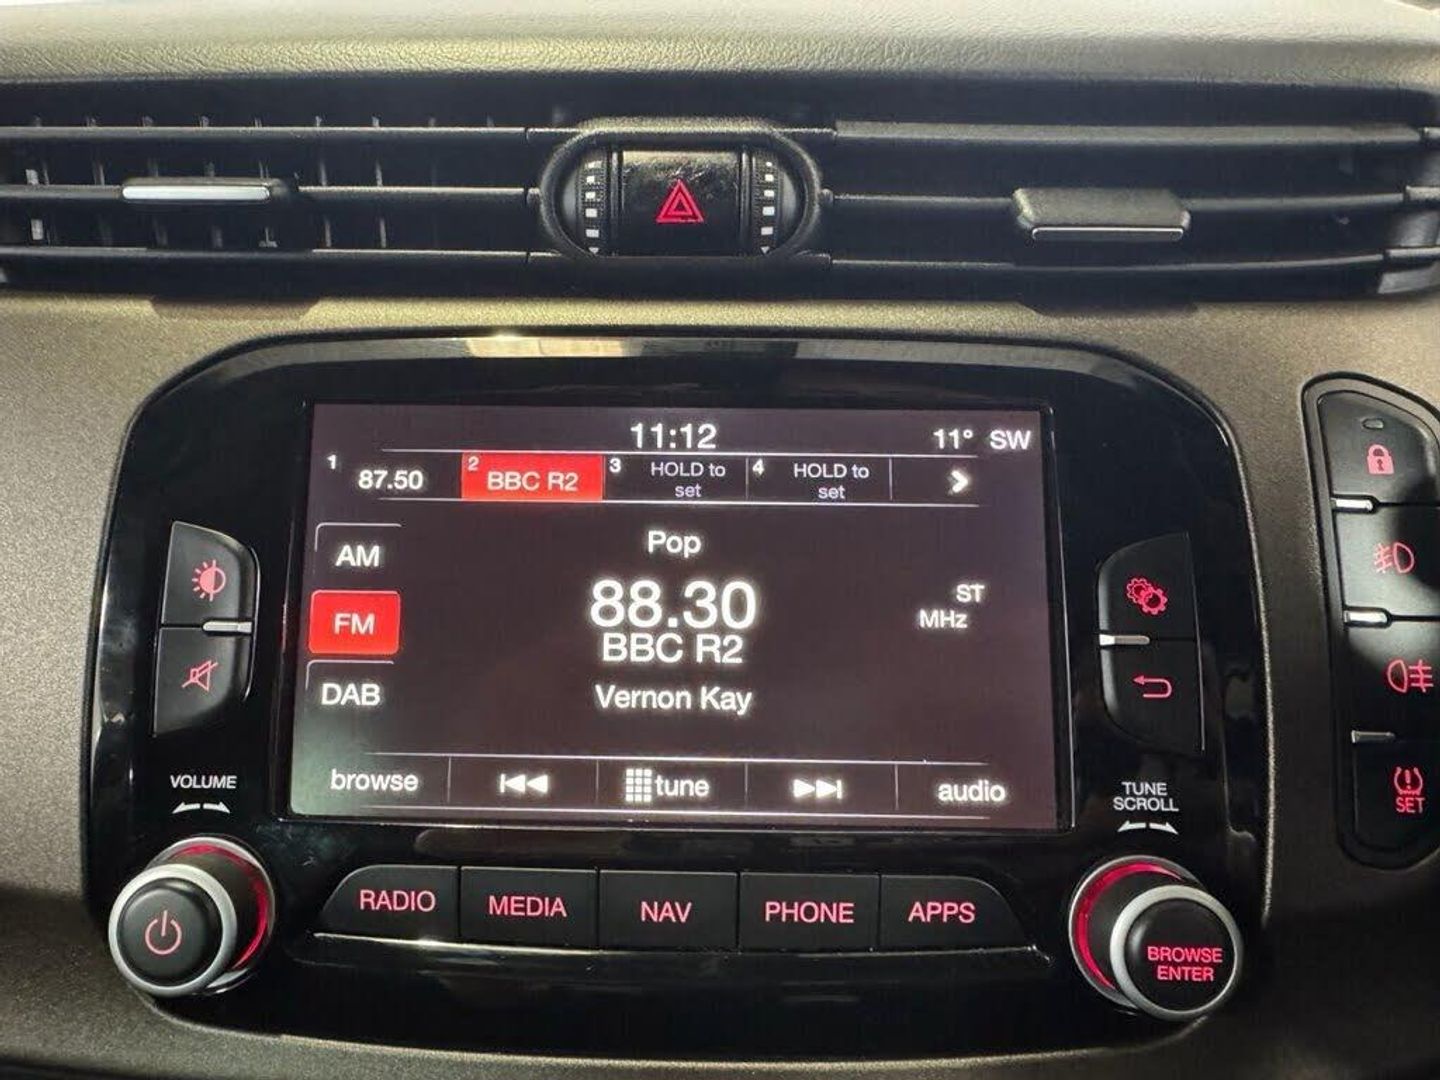 11:12
11° SW
1 87.50
2 BBC R2
3 HOLD to
set
4 HOLD to
set
Pop
AM
88.30
ST
MHz
FM
BBC R2
DAB
Vernon Kay
browse
tune
audio
VOLUME
TUNE
SCROLL
SET
RADIO
MEDIA
NAV
PHONE
APPS
BROWSE
ENTER